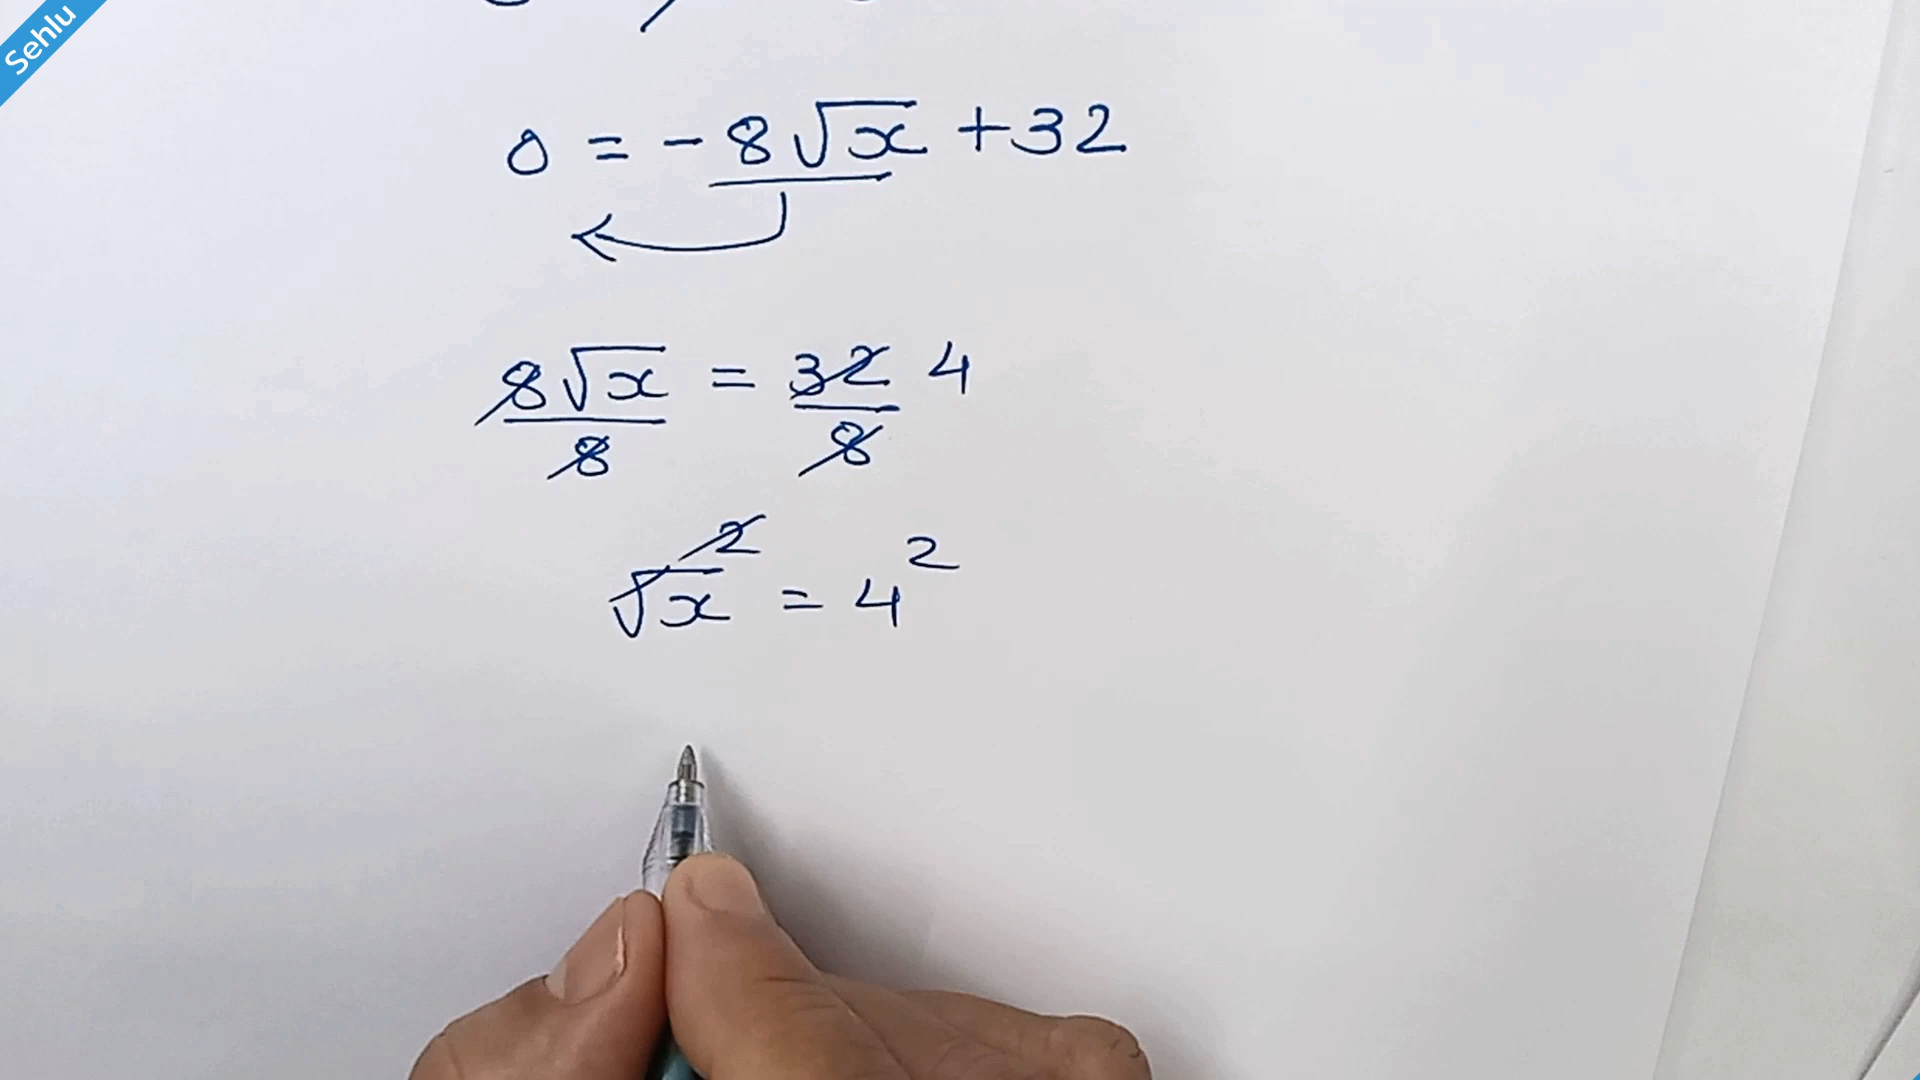 Sehlu
0 = -8√x +32
8√x = 32 4
8 8
√x² = 4²